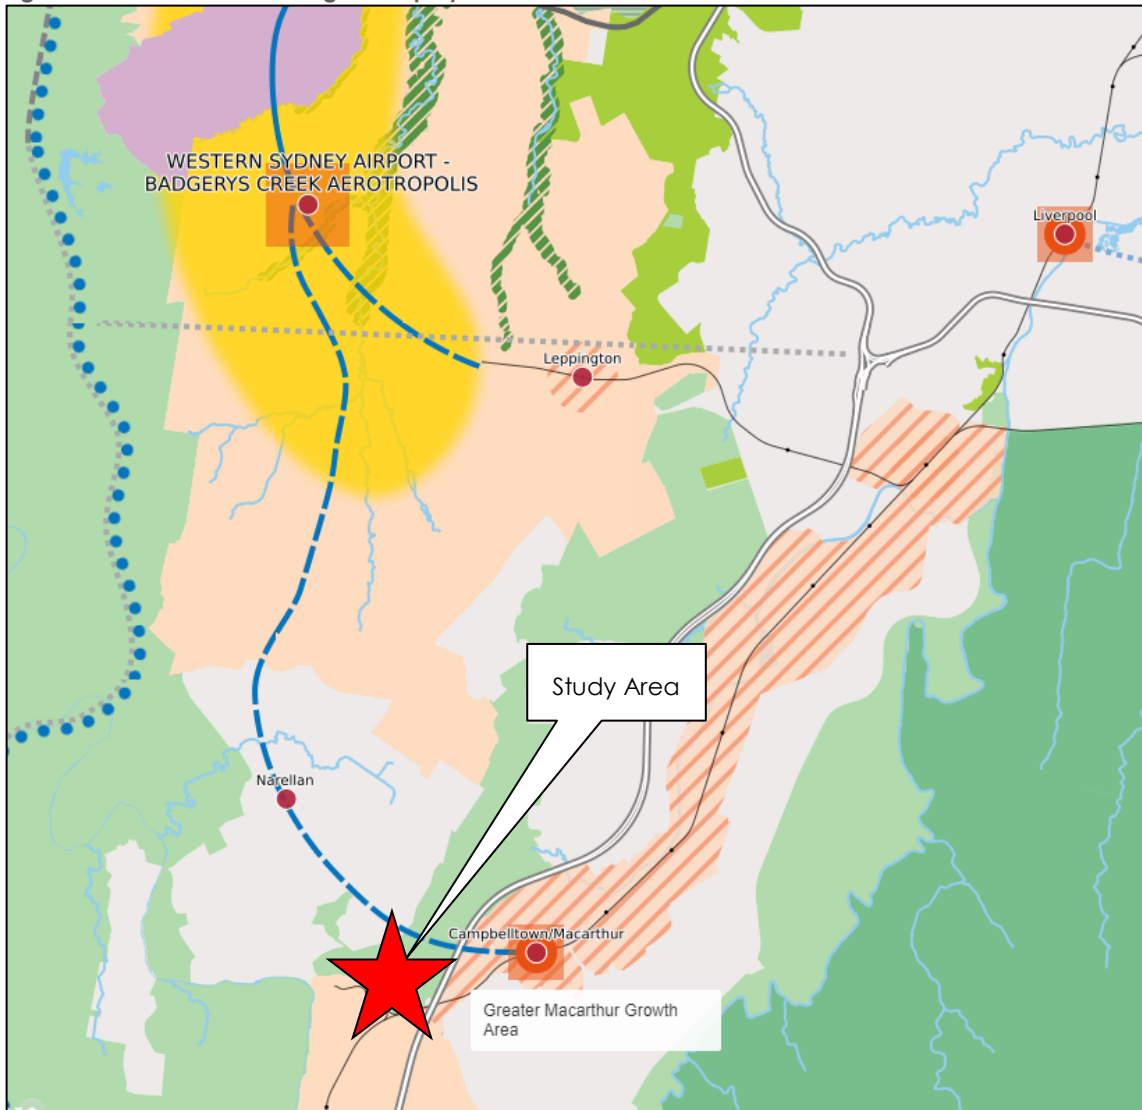 WESTERN SYDNEY AIRPORT -
BADGERYS CREEK AEROTROPOLIS
Liverpool
Leppington
Study Area
Narellan
Campbelltown/Macarthur
Greater Macarthur Growth
Area